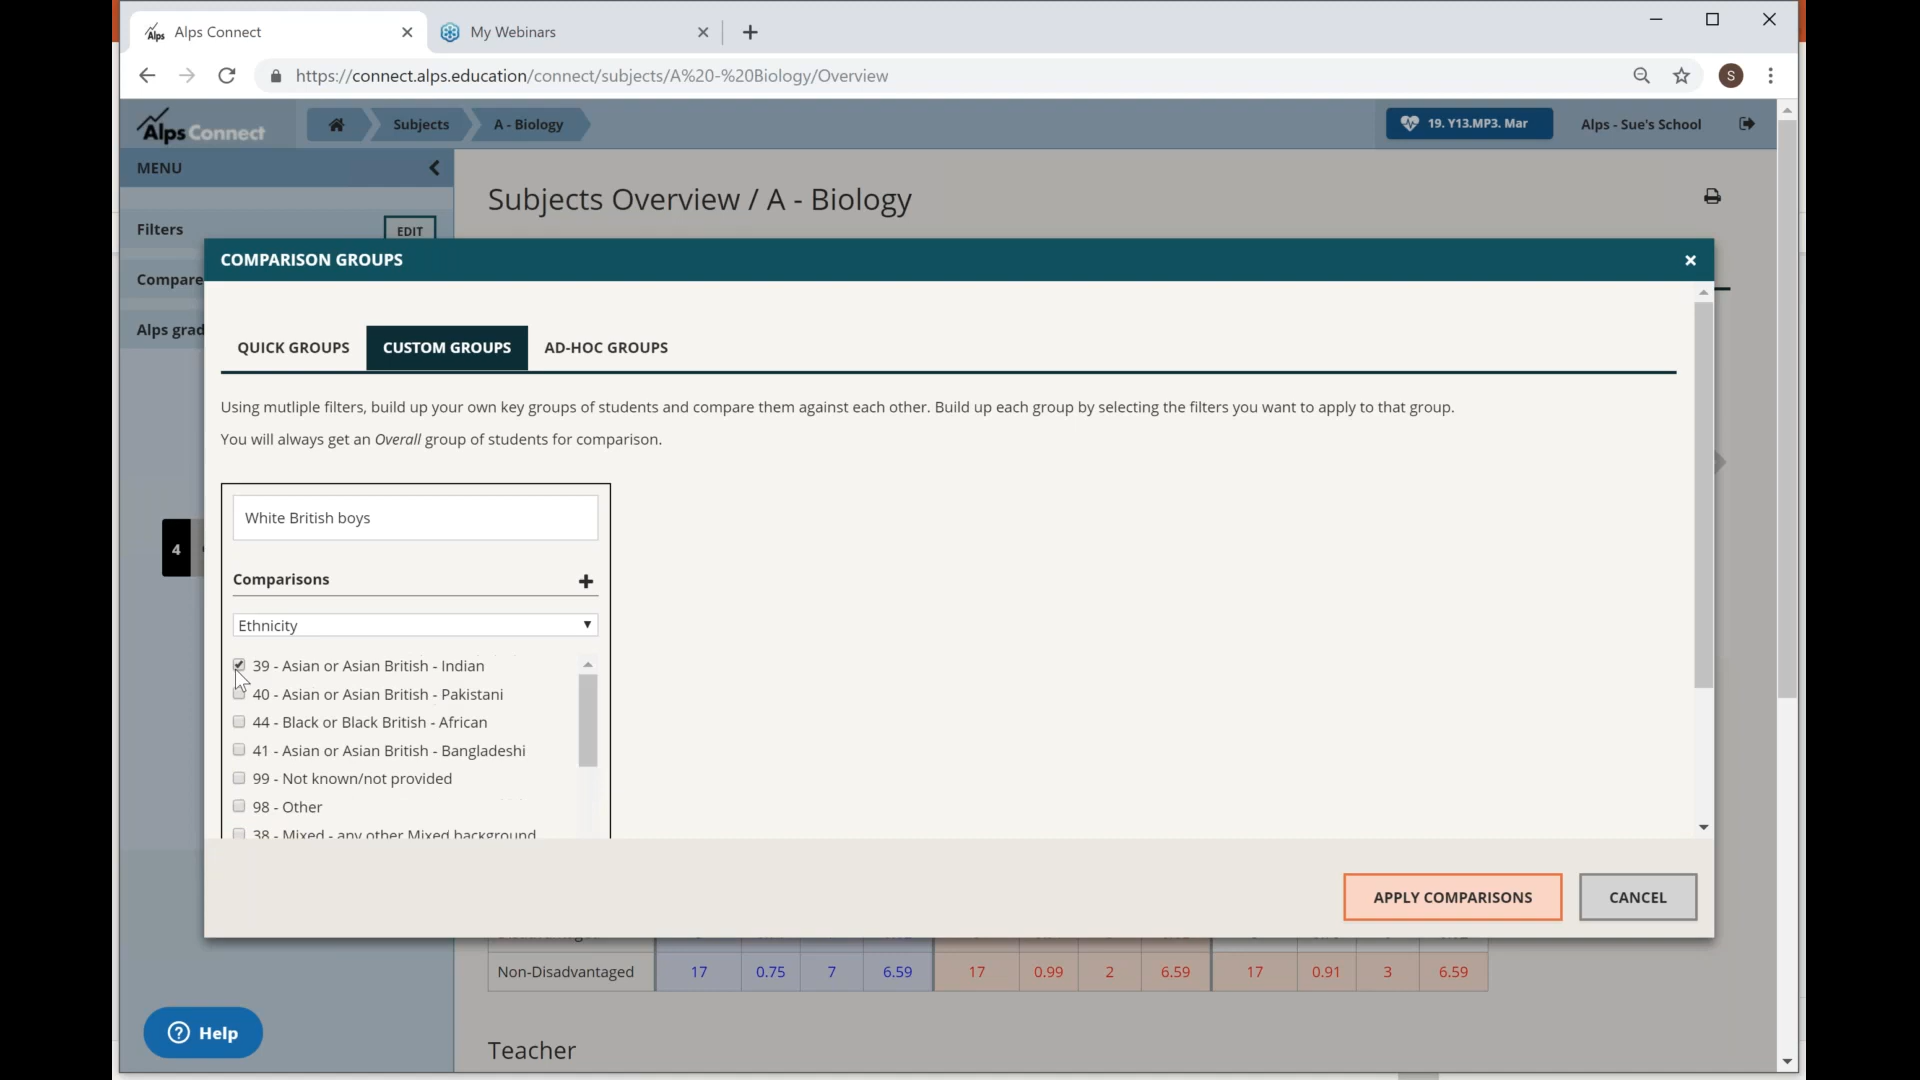 Alps Alps Connect
My Webinars
https://connect.alps.education/connect/subjects/A%20-%20Biology/Overview
S
Alps Connect
Subjects
A - Biology
19. Y13.MP3. Mar
Alps - Sue's School
MENU
Subjects Overview / A - Biology
Filters
EDIT
Compare
Alps grad
4
COMPARISON GROUPS
QUICK GROUPS
CUSTOM GROUPS
AD-HOC GROUPS
Using mutliple filters, build up your own key groups of students and compare them against each other. Build up each group by selecting the filters you want to apply to that group.
You will always get an Overall group of students for comparison.
White British boys
Comparisons
Ethnicity
39 - Asian or Asian British - Indian
40 - Asian or Asian British - Pakistani
44 - Black or Black British - African
41 - Asian or Asian British - Bangladeshi
99 - Not known/not provided
98 - Other
38 - Mixed - any other Mixed background
APPLY COMPARISONS
CANCEL
Non-Disadvantaged 17 0.75 7 6.59 17 0.99 2 6.59 17 0.91 3 6.59
Help
Teacher